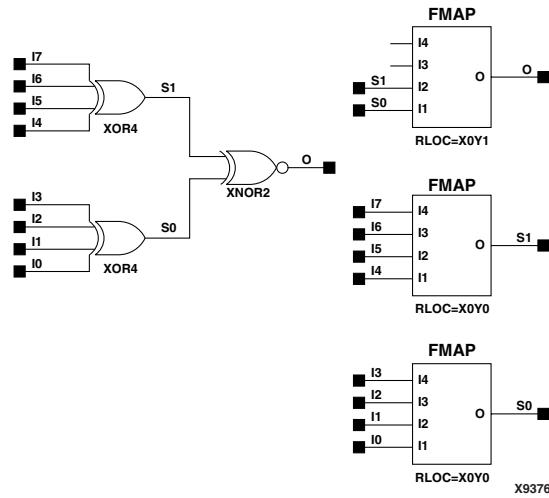 I7
I6
I5
I4
S1
XOR4
I3
I2
I1
I0
S0
XOR4
O
XNOR2
FMAP
I4
I3
S1 I2
S0 I1
O O
RLOC=X0Y1
FMAP
I7 I4
I6 I3
I5 I2
I4 I1
O S1
RLOC=X0Y0
FMAP
I3 I4
I2 I3
I1 I2
I0 I1
O S0
RLOC=X0Y0
X9376